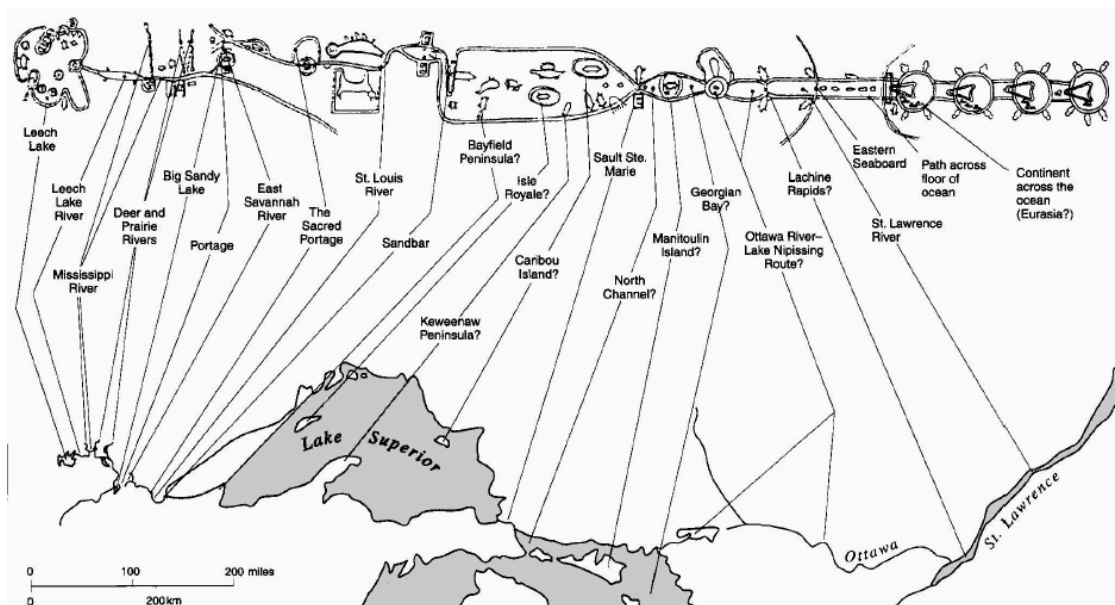 Leech
Lake
Leech
Lake
River
Mississippi
River
Deer and
Prairie
Rivers
Big Sandy
Lake
Portage
East
Savannah
River
The
Sacred
Portage
St. Louis
River
Sandbar
Bayfield
Peninsula?
Isle
Royale?
Keweenaw
Peninsula?
Caribou
Island?
Sault Ste.
Marie
North
Channel?
Manitoulin
Island?
Georgian
Bay?
Ottawa River–
Lake Nipissing
Route?
Lachine
Rapids?
Eastern
Seaboard
St. Lawrence
River
Path across
floor of
ocean
Continent
across the
ocean
(Eurasia?)
Lake Superior
Ottawa
St. Lawrence
0 100 200 miles
0 200 km